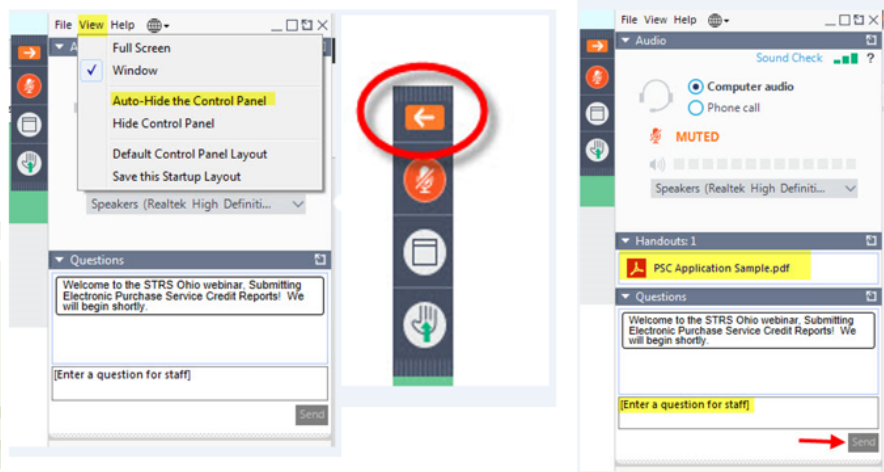 File View Help
Full Screen
Window
Auto-Hide the Control Panel
Hide Control Panel
Default Control Panel Layout
Save this Startup Layout
Speakers (Realtek High Definiti...
Questions
Welcome to the STRS Ohio webinar, Submitting
Electronic Purchase Service Credit Reports! We
will begin shortly.
[Enter a question for staff]
Send
File View Help
Audio
Sound Check ?
Computer audio
Phone call
MUTED
Speakers (Realtek High Definiti...
Handouts: 1
PSC Application Sample.pdf
Questions
Welcome to the STRS Ohio webinar, Submitting
Electronic Purchase Service Credit Reports! We
will begin shortly.
[Enter a question for staff]
Send